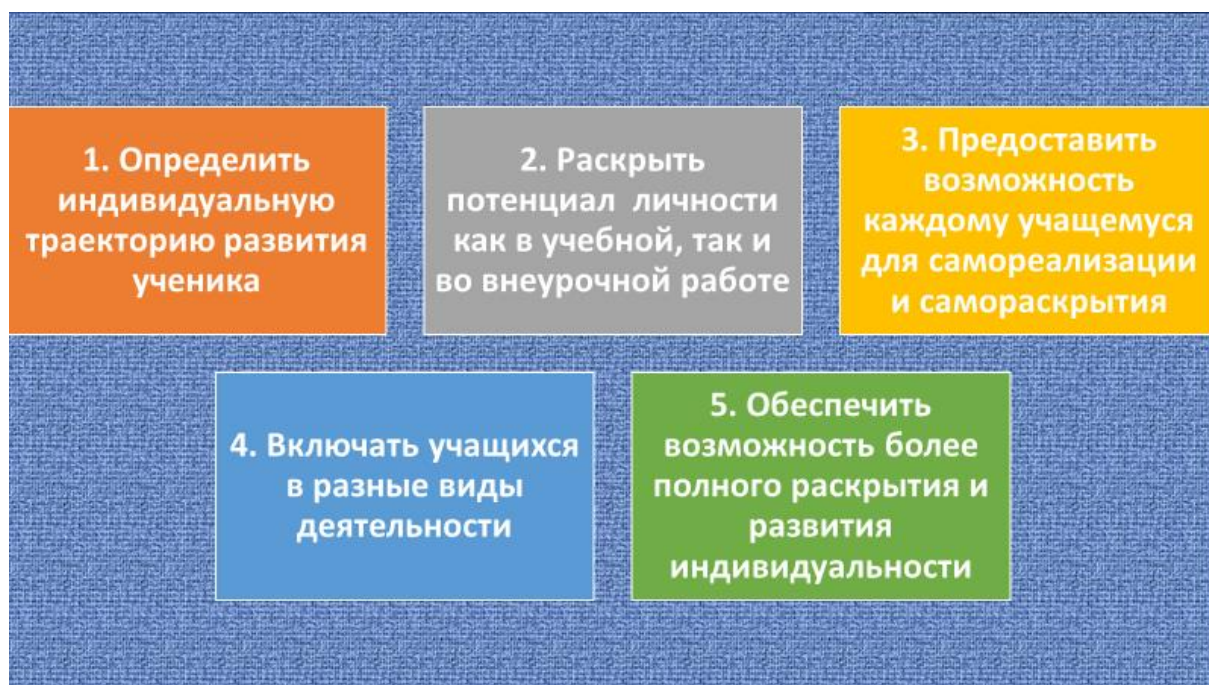 1. Определить
индивидуальную
траекторию развития
ученика
2. Раскрыть
потенциал личности
как в учебной, так и
во внеурочной работе
3. Предоставить
возможность
каждому учащемуся
для самореализации
и самораскрытия
4. Включать учащихся
в разные виды
деятельности
5. Обеспечить
возможность более
полного раскрытия и
развития
индивидуальности